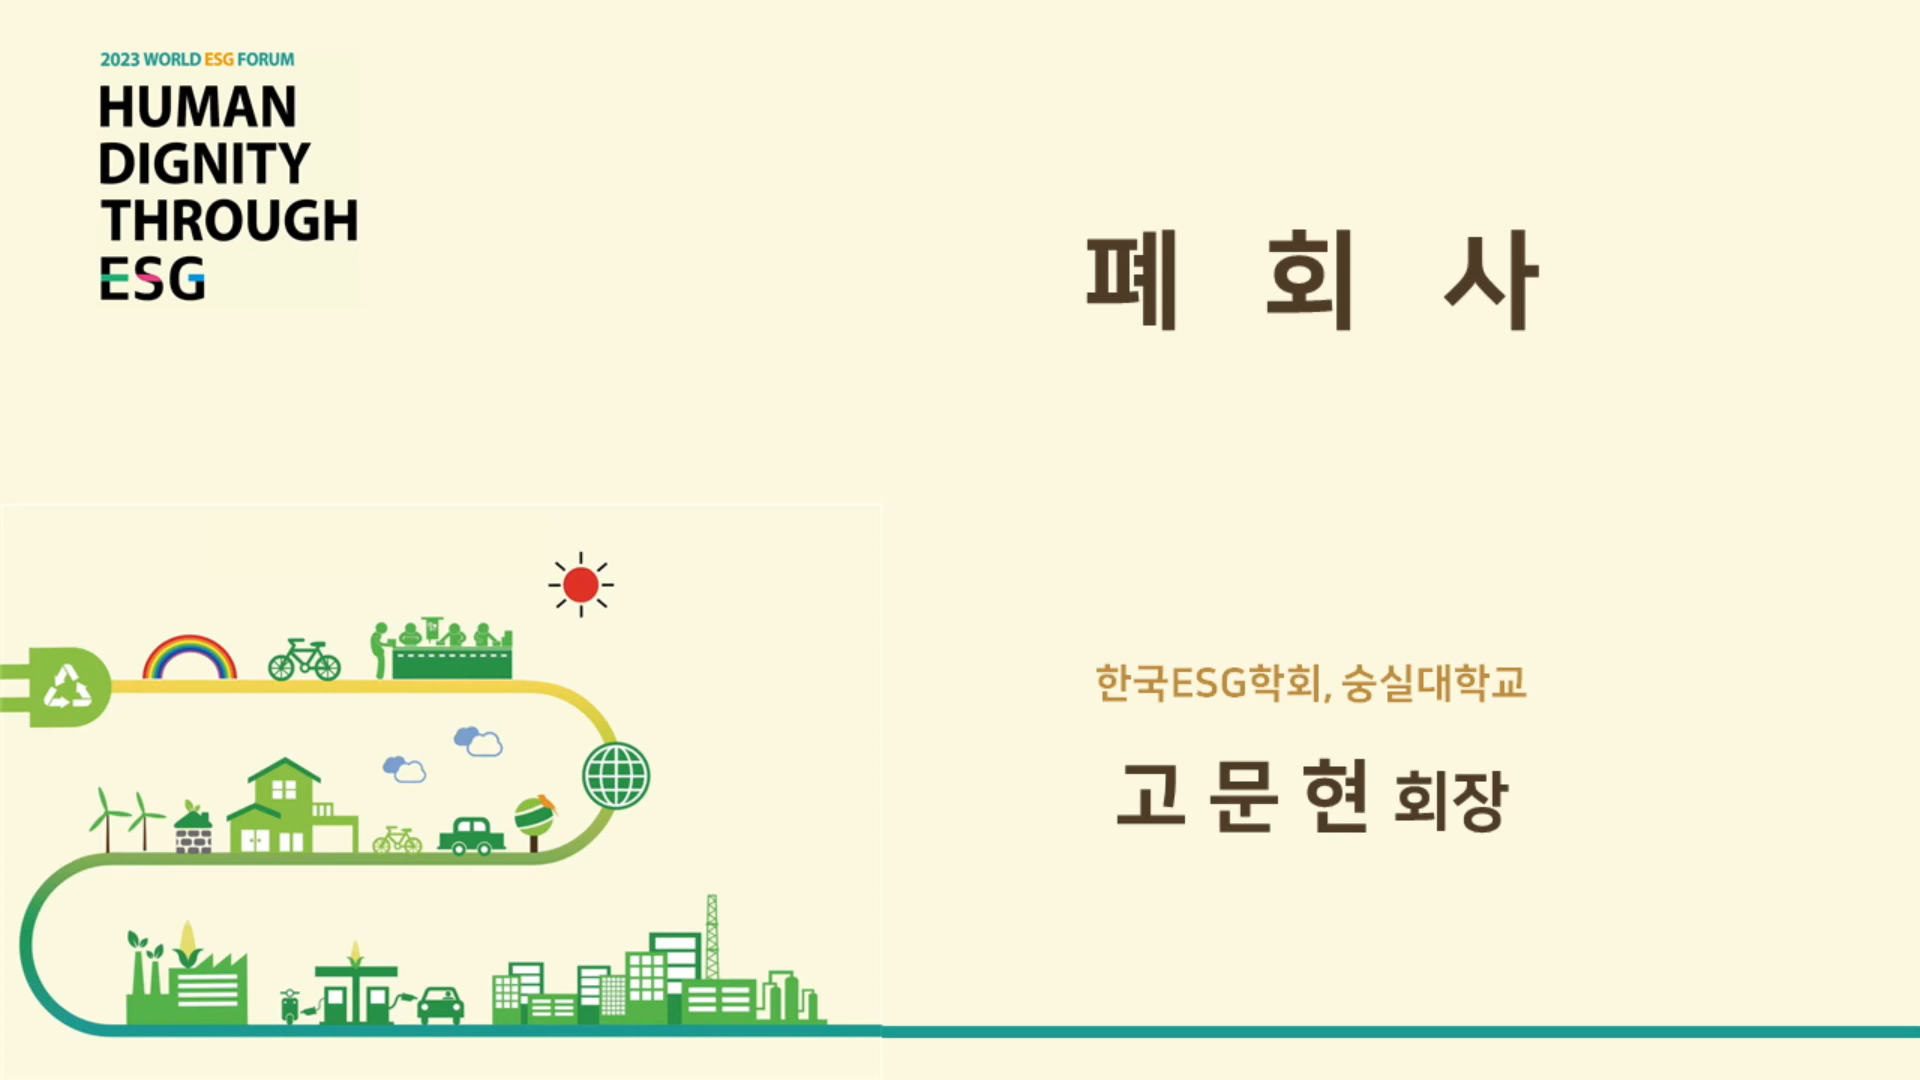 2023 WORLD ESG FORUM
HUMAN
DIGNITY
THROUGH
ESG
폐 회 사
한국ESG학회, 숭실대학교
고 문 현 회장